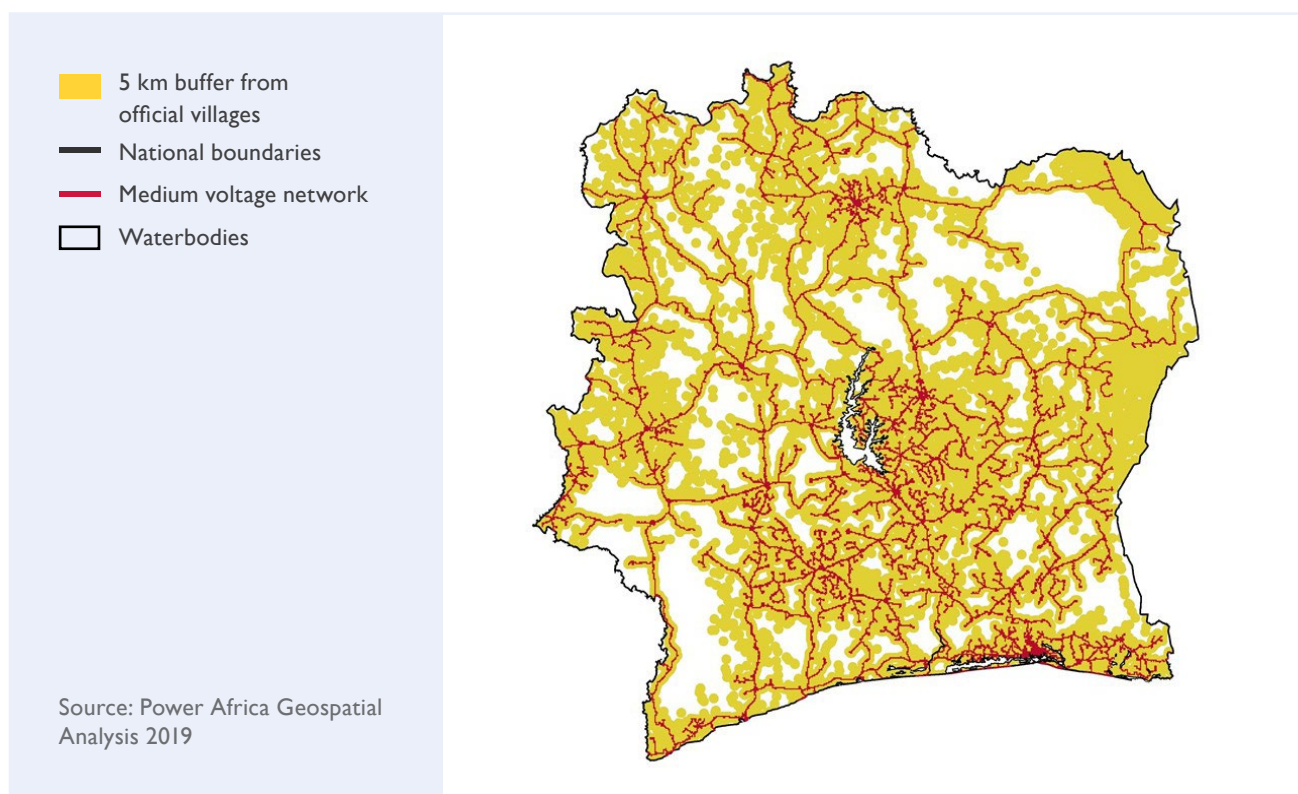 5 km buffer from
official villages
National boundaries
Medium voltage network
Waterbodies
Source: Power Africa Geospatial
Analysis 2019